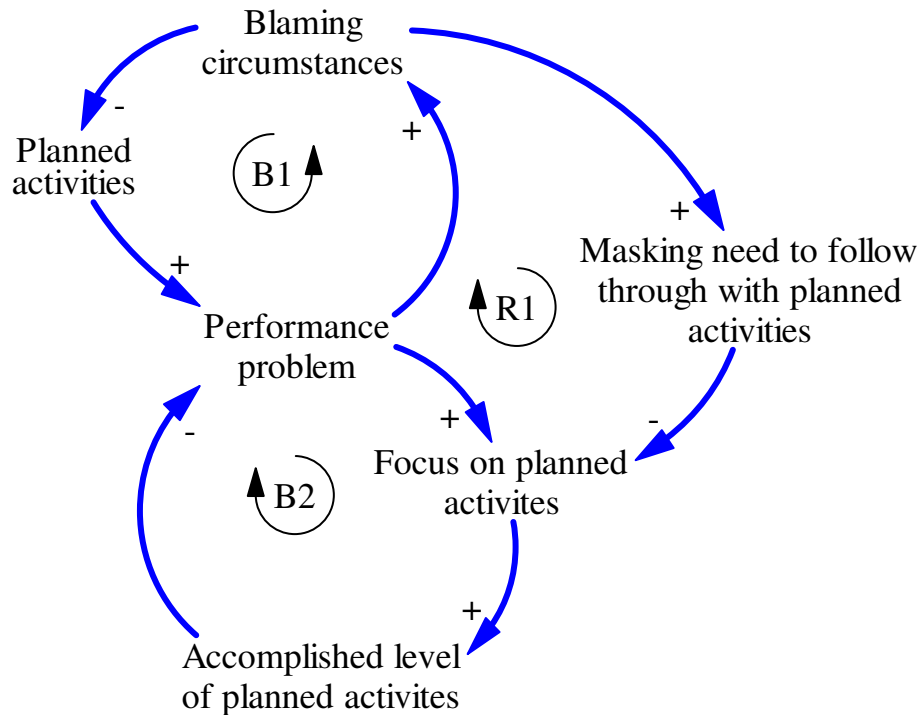 Blaming
circumstances
-
+
Planned
activities
B1
+
+
Masking need to follow
through with planned
activities
R1
Performance
problem
+
-
-
Focus on planned
activites
B2
+
Accomplished level
of planned activites